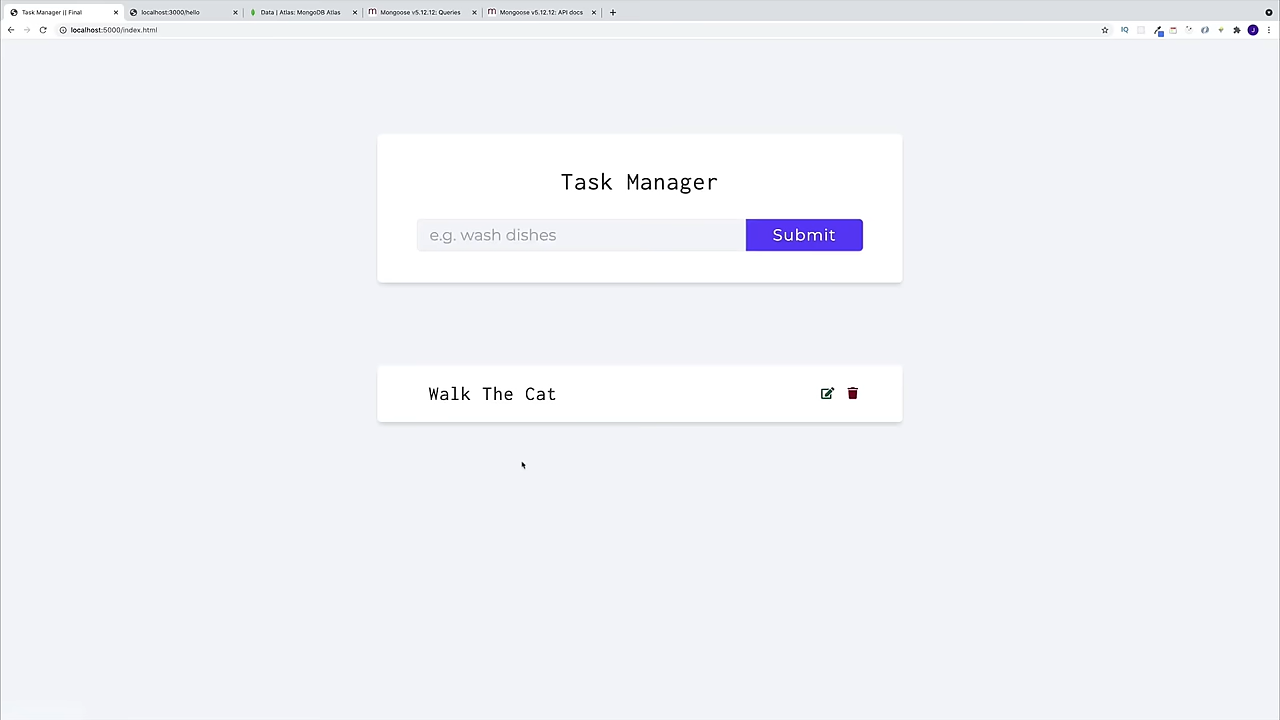 Task Manager || Final
localhost:3000/hello
Data | Atlas: MongoDB Atlas
Mongoose v5.12.12: Queries
Mongoose v5.12.12: API docs
localhost:5000/index.html
IQ
J
Task Manager
e.g. wash dishes
Submit
Walk The Cat